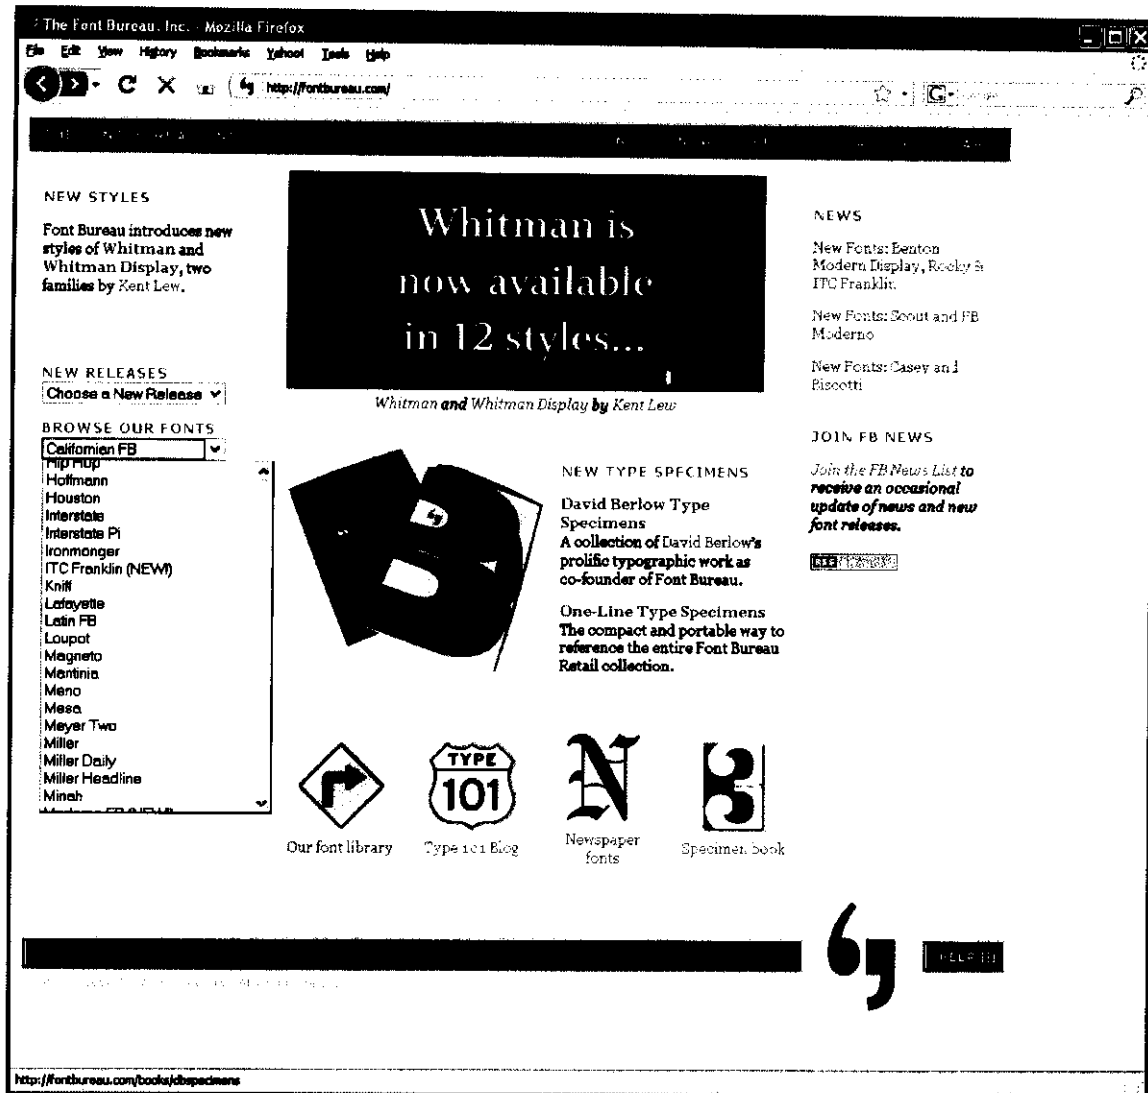 The Font Bureau, Inc. - Mozilla Firefox
File Edit View History Bookmarks Yahoo! Tools Help
http://fontbureau.com/
NEW STYLES
Font Bureau introduces new
styles of Whitman and
Whitman Display, two
families by Kent Lew.
NEW RELEASES
Choose a New Release
BROWSE OUR FONTS
Californian FB
Hip Hop
Hoffmann
Houston
Interstate
Interstate Pi
Ironmonger
ITC Franklin (NEW!)
Kniff
Lafayette
Latin FB
Loupot
Magneto
Mantinia
Meno
Mesa
Meyer Two
Miller
Miller Daily
Miller Headline
Minah
Moderno FB (NEW!)
Whitman is
now available
in 12 styles...
Whitman and Whitman Display by Kent Lew
NEW TYPE SPECIMENS
David Berlow Type
Specimens
A collection of David Berlow's
prolific typographic work as
co-founder of Font Bureau.
One-Line Type Specimens
The compact and portable way to
reference the entire Font Bureau
Retail collection.
TYPE
101
N
3
Our font library
Type 101 Blog
Newspaper
fonts
Specimen book
NEWS
New Fonts: Benton
Modern Display, Rocky &
ITC Franklin
New Fonts: Scout and FB
Moderno
New Fonts: Casey and
Biscotti
JOIN FB NEWS
Join the FB News List to
receive an occasional
update of news and new
font releases.
RSS
HELP
http://fontbureau.com/books/dbspecimens